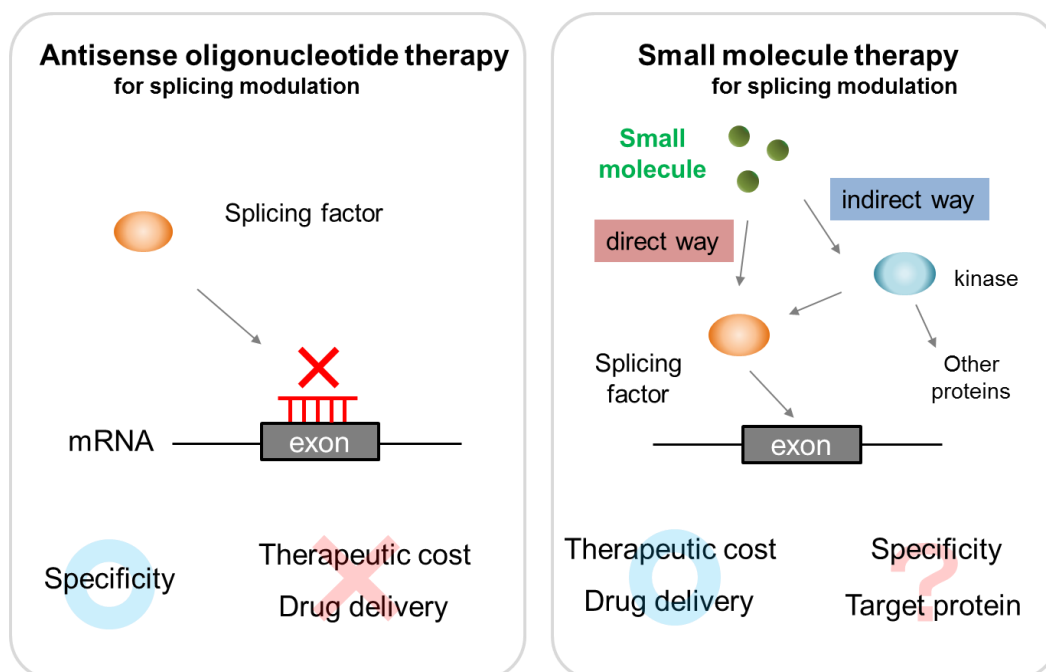 Antisense oligonucleotide therapy
for splicing modulation
Splicing factor
mRNA
exon
Specificity
Therapeutic cost
Drug delivery
Small molecule therapy
for splicing modulation
Small
molecule
indirect way
direct way
kinase
Splicing
factor
Other
proteins
exon
Therapeutic cost
Drug delivery
Specificity
?
Target protein